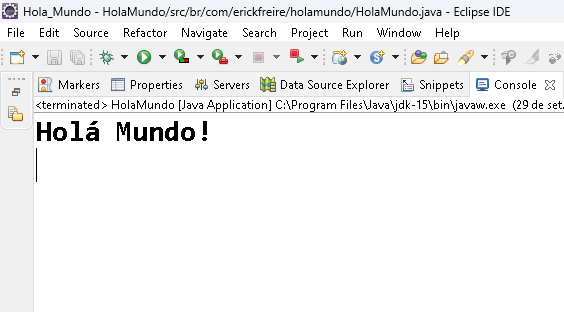 Hola_Mundo - HolaMundo/src/br/com/erickfreire/holamundo/HolaMundo.java - Eclipse IDE
File Edit Source Refactor Navigate Search Project Run Window Help
Markers Properties Servers Data Source Explorer Snippets Console
<terminated> HolaMundo [Java Application] C:\Program Files\Java\jdk-15\bin\javaw.exe (29 de set.
Holá Mundo!